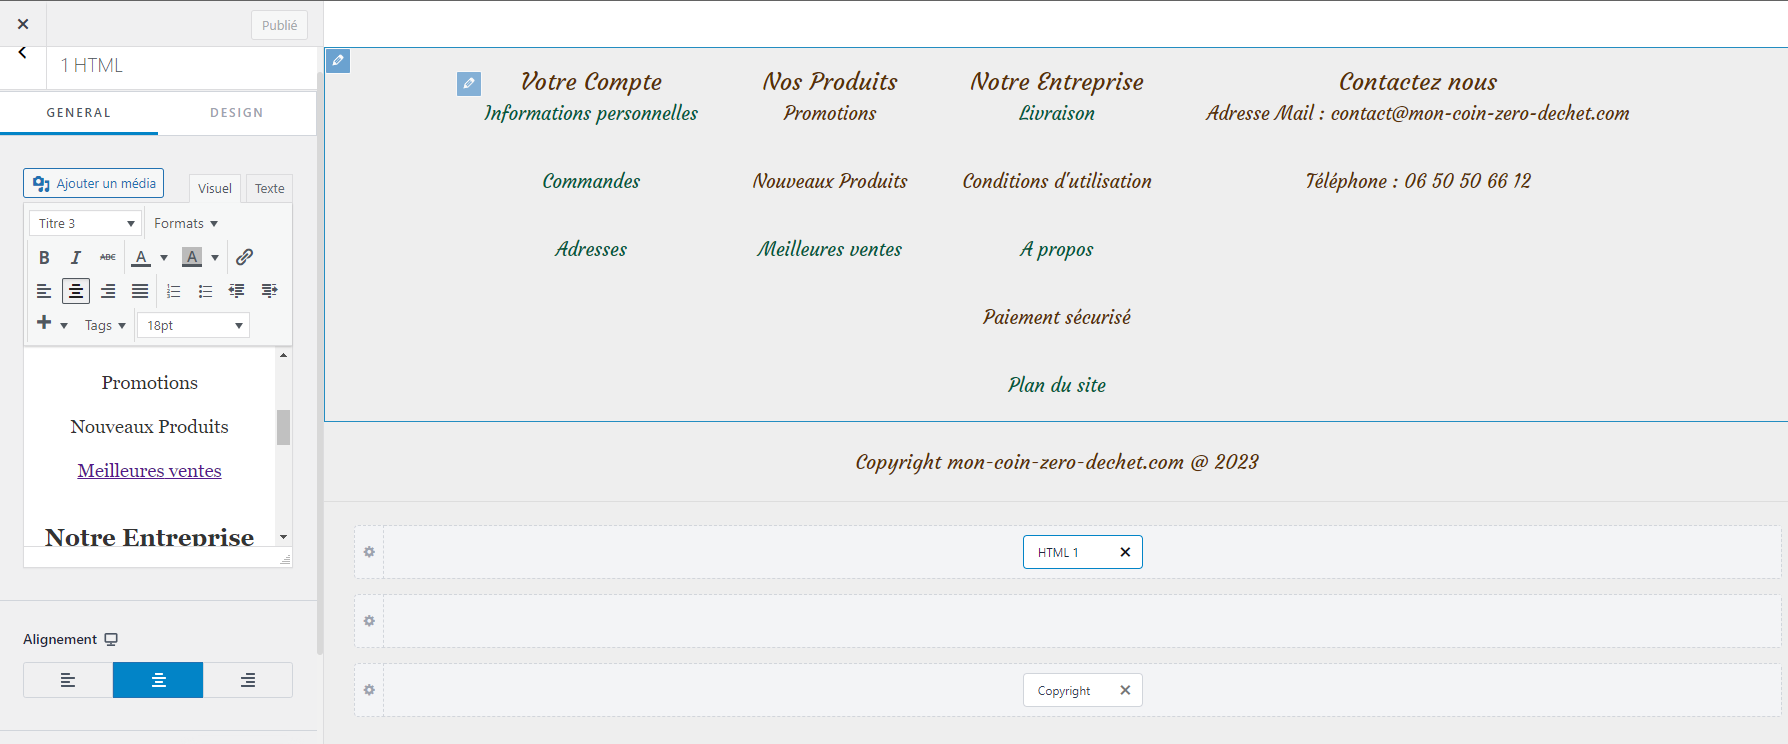 Publié
1 HTML
GENERAL
DESIGN
Ajouter un média
Visuel
Texte
Titre 3
Formats
B I ABC A A
Tags
18pt
Promotions
Nouveaux Produits
Meilleures ventes
Notre Entreprise
Alignement
Votre Compte
Informations personnelles
Commandes
Adresses
Nos Produits
Promotions
Nouveaux Produits
Meilleures ventes
Notre Entreprise
Livraison
Conditions d'utilisation
A propos
Paiement sécurisé
Plan du site
Contactez nous
Adresse Mail : contact@mon-coin-zero-dechet.com
Téléphone : 06 50 50 66 12
Copyright mon-coin-zero-dechet.com @ 2023
HTML 1
Copyright